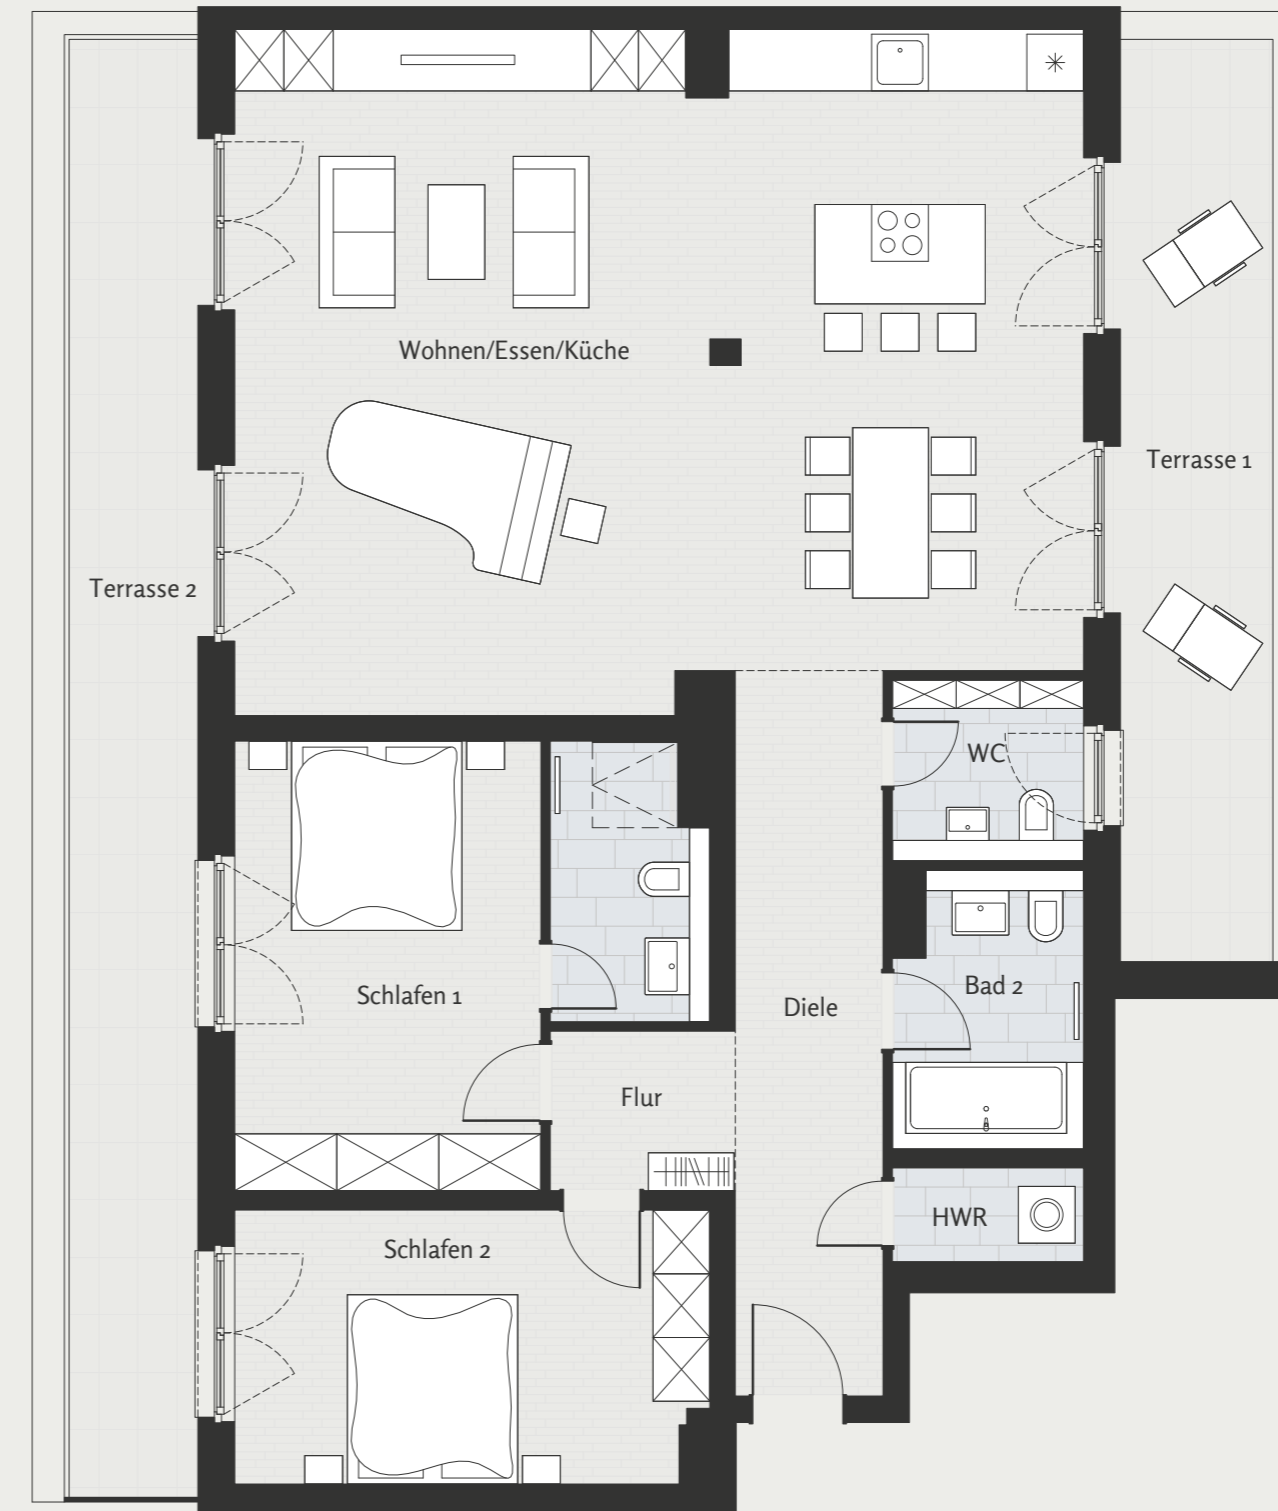 Wohnen/Essen/Küche
Terrasse 1
Terrasse 2
WC
Schlafen 1
Diele
Bad 2
Flur
HWR
Schlafen 2